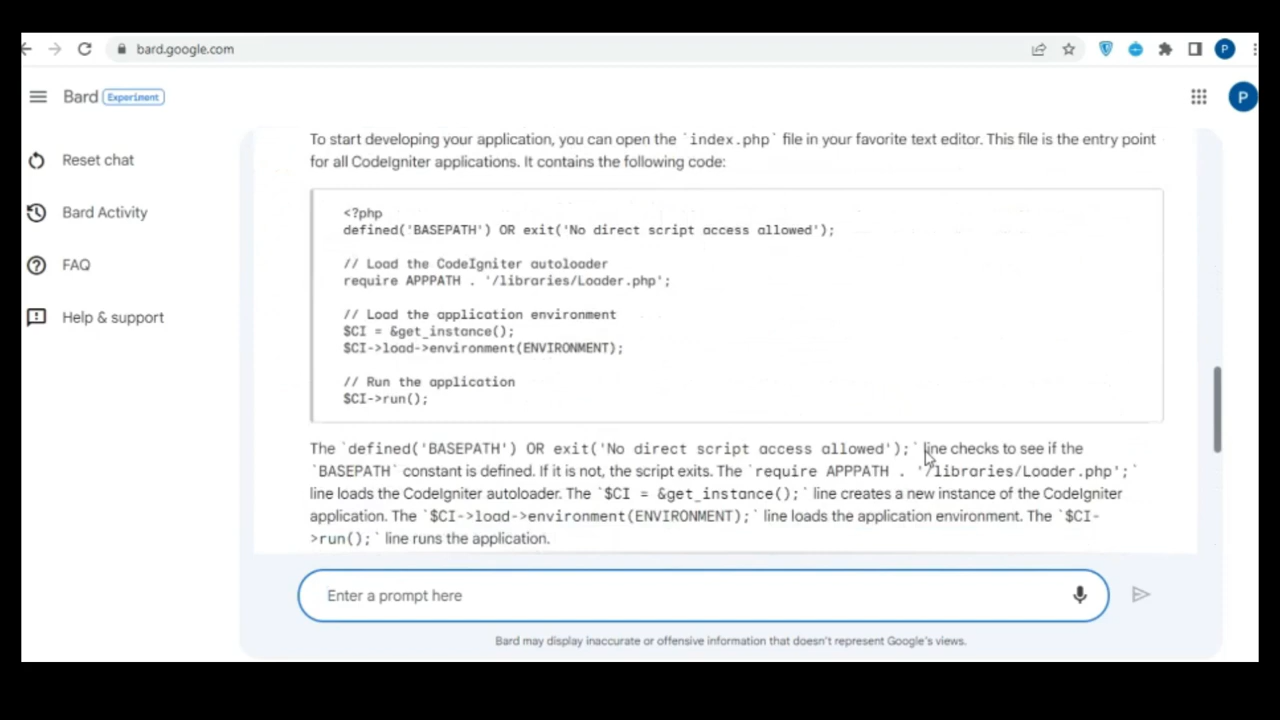 bard.google.com
P
Bard Experiment
P
Reset chat
Bard Activity
FAQ
Help & support
To start developing your application, you can open the `index.php` file in your favorite text editor. This file is the entry point
for all CodeIgniter applications. It contains the following code:
<?php
defined('BASEPATH') OR exit('No direct script access allowed');
// Load the CodeIgniter autoloader
require APPPATH . '/libraries/Loader.php';
// Load the application environment
$CI = &get_instance();
$CI->load->environment(ENVIRONMENT);
// Run the application
$CI->run();
The `defined('BASEPATH') OR exit('No direct script access allowed');` line checks to see if the
`BASEPATH` constant is defined. If it is not, the script exits. The `require APPPATH . '/libraries/Loader.php';`
line loads the CodeIgniter autoloader. The `$CI = &get_instance();` line creates a new instance of the CodeIgniter
application. The `$CI->load->environment(ENVIRONMENT);` line loads the application environment. The `$CI-
>run();` line runs the application.
Enter a prompt here
Bard may display inaccurate or offensive information that doesn't represent Google's views.